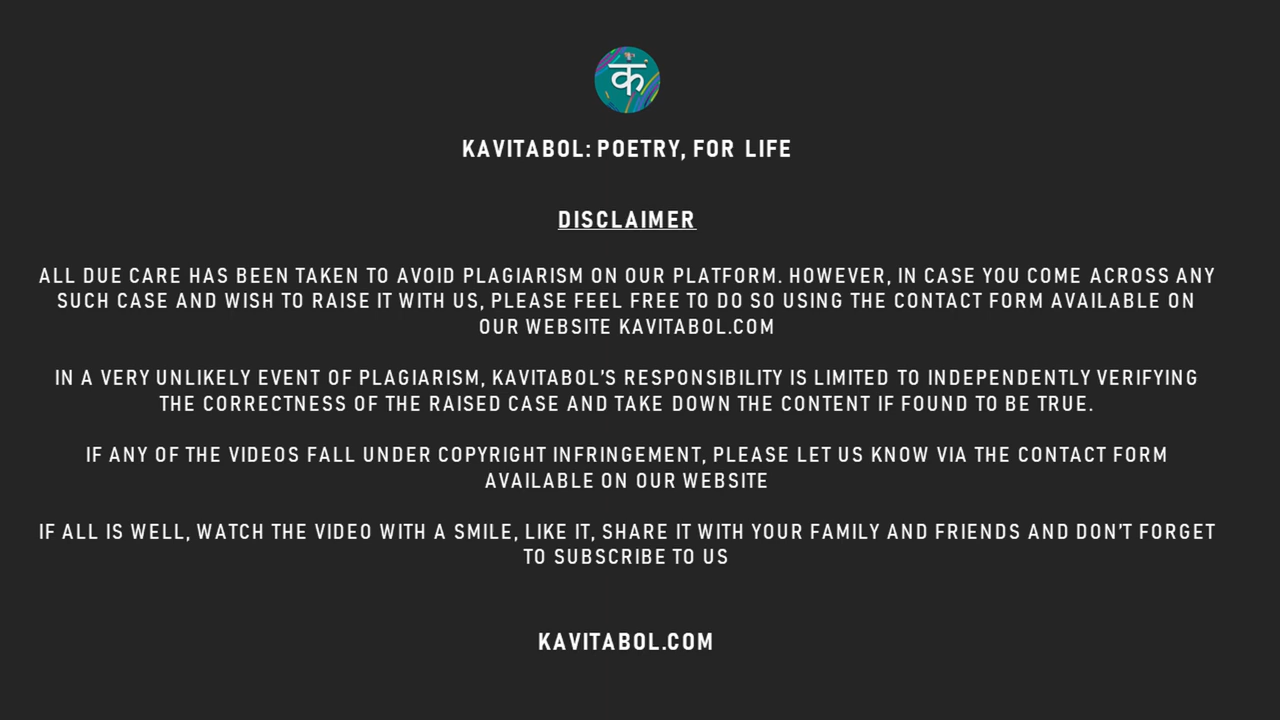 क
KAVITABOL: POETRY, FOR LIFE
DISCLAIMER
ALL DUE CARE HAS BEEN TAKEN TO AVOID PLAGIARISM ON OUR PLATFORM. HOWEVER, IN CASE YOU COME ACROSS ANY
SUCH CASE AND WISH TO RAISE IT WITH US, PLEASE FEEL FREE TO DO SO USING THE CONTACT FORM AVAILABLE ON
OUR WEBSITE KAVITABOL.COM
IN A VERY UNLIKELY EVENT OF PLAGIARISM, KAVITABOL’S RESPONSIBILITY IS LIMITED TO INDEPENDENTLY VERIFYING
THE CORRECTNESS OF THE RAISED CASE AND TAKE DOWN THE CONTENT IF FOUND TO BE TRUE.
IF ANY OF THE VIDEOS FALL UNDER COPYRIGHT INFRINGEMENT, PLEASE LET US KNOW VIA THE CONTACT FORM
AVAILABLE ON OUR WEBSITE
IF ALL IS WELL, WATCH THE VIDEO WITH A SMILE, LIKE IT, SHARE IT WITH YOUR FAMILY AND FRIENDS AND DON’T FORGET
TO SUBSCRIBE TO US
KAVITABOL.COM